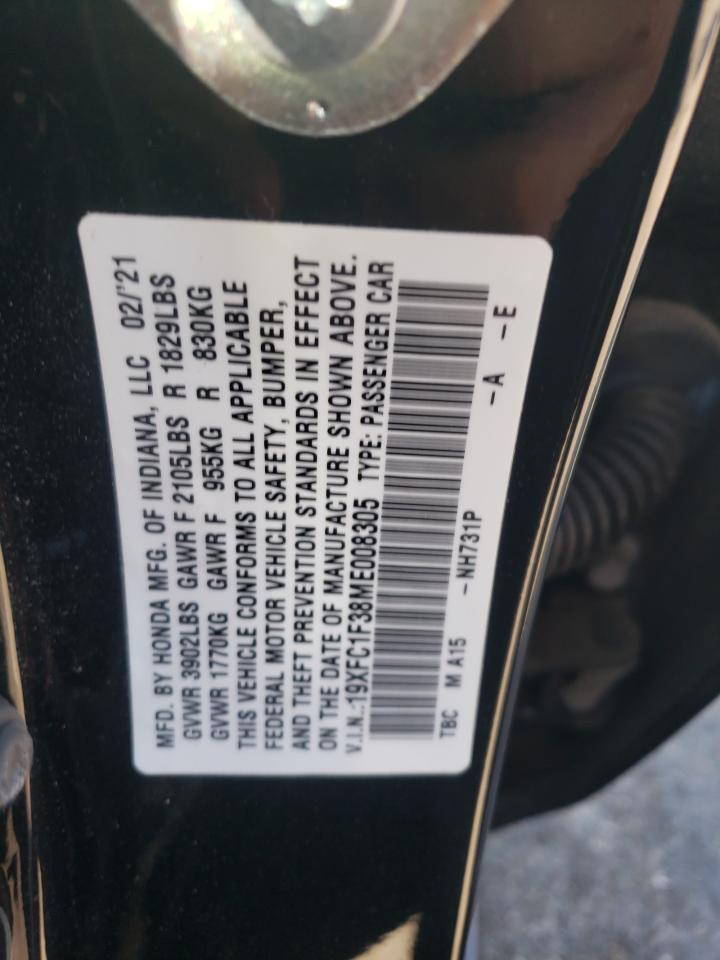 MFD. BY HONDA MFG. OF INDIANA, LLC 02/'21
GVWR 3902LBS GAWR F 2105LBS R 1829LBS
GVWR 1770KG GAWR F 955KG R 830KG
THIS VEHICLE CONFORMS TO ALL APPLICABLE
FEDERAL MOTOR VEHICLE SAFETY, BUMPER,
AND THEFT PREVENTION STANDARDS IN EFFECT
ON THE DATE OF MANUFACTURE SHOWN ABOVE.
V.I.N.:19XFC1F38ME008305 TYPE: PASSENGER CAR
TBC M A15 -NH731P -A -E